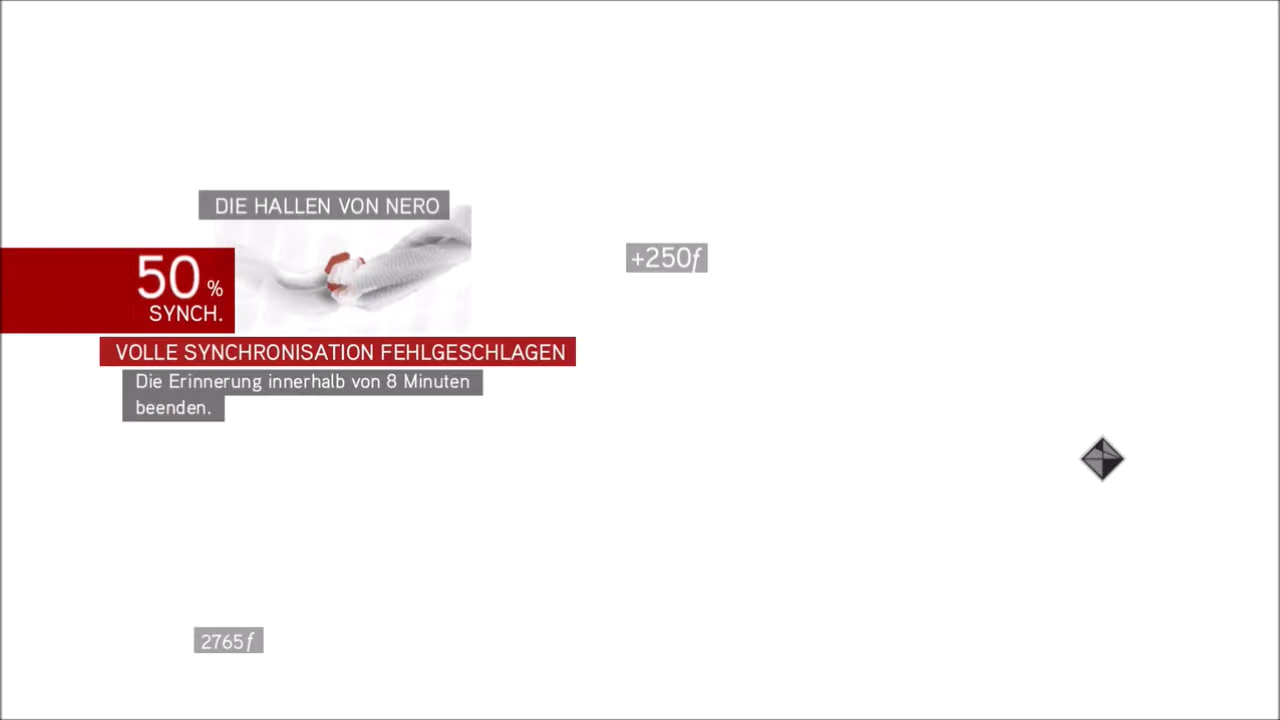 DIE HALLEN VON NERO
+250ƒ
50 %
SYNCH.
VOLLE SYNCHRONISATION FEHLGESCHLAGEN
Die Erinnerung innerhalb von 8 Minuten
beenden.
2765ƒ